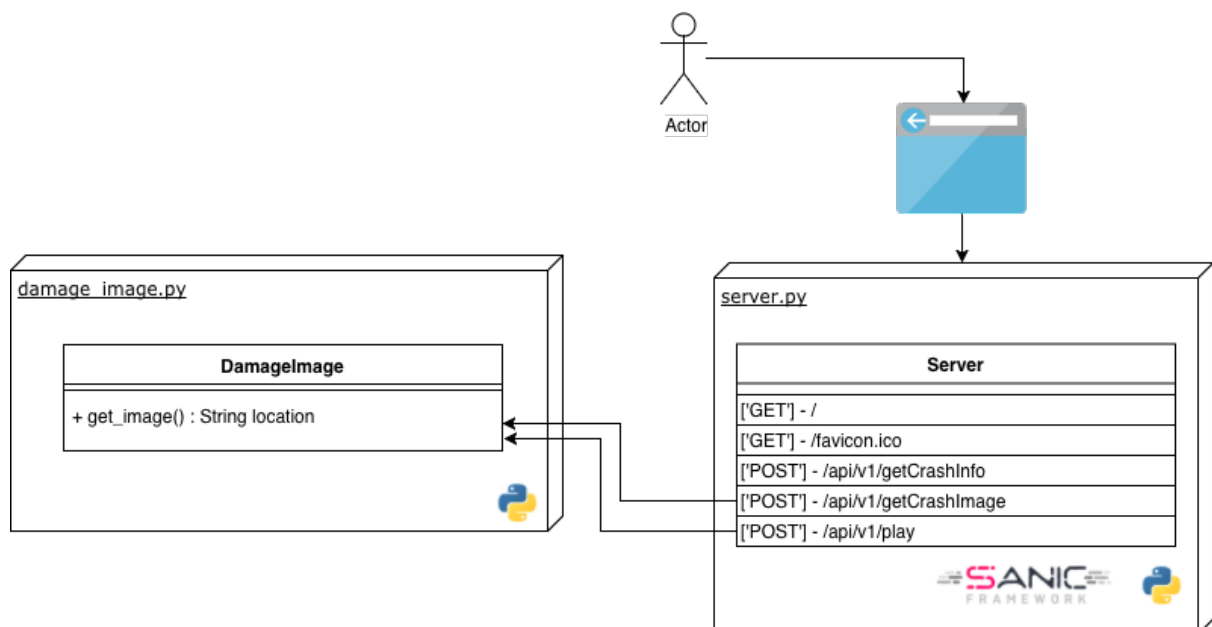 Actor
damage_image.py
DamageImage
+ get_image() : String location
server.py
Server
['GET'] - /
['GET'] - /favicon.ico
['POST'] - /api/v1/getCrashInfo
['POST'] - /api/v1/getCrashImage
['POST'] - /api/v1/play
SANIC
FRAMEWORK